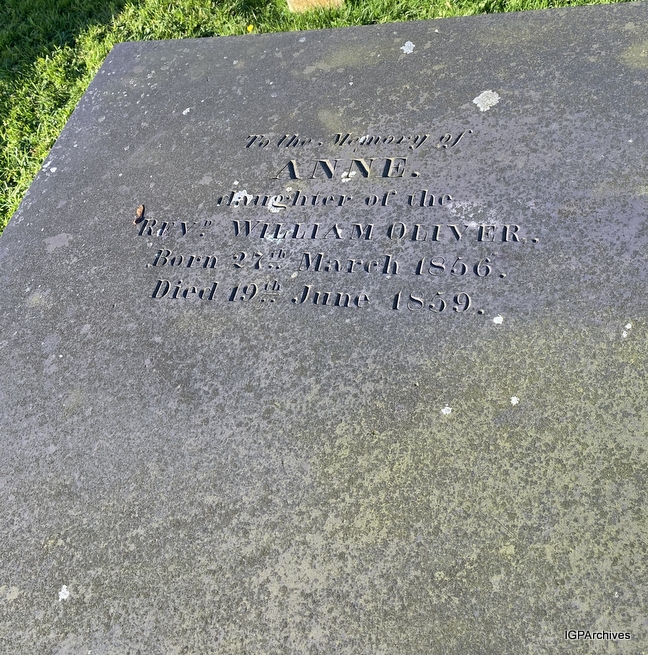 To the Memory of
ANNE.
daughter of the
REV.D WILLIAM OLIVER.
Born 27th March 1856.
Died 19th June 1859.
IGPArchives